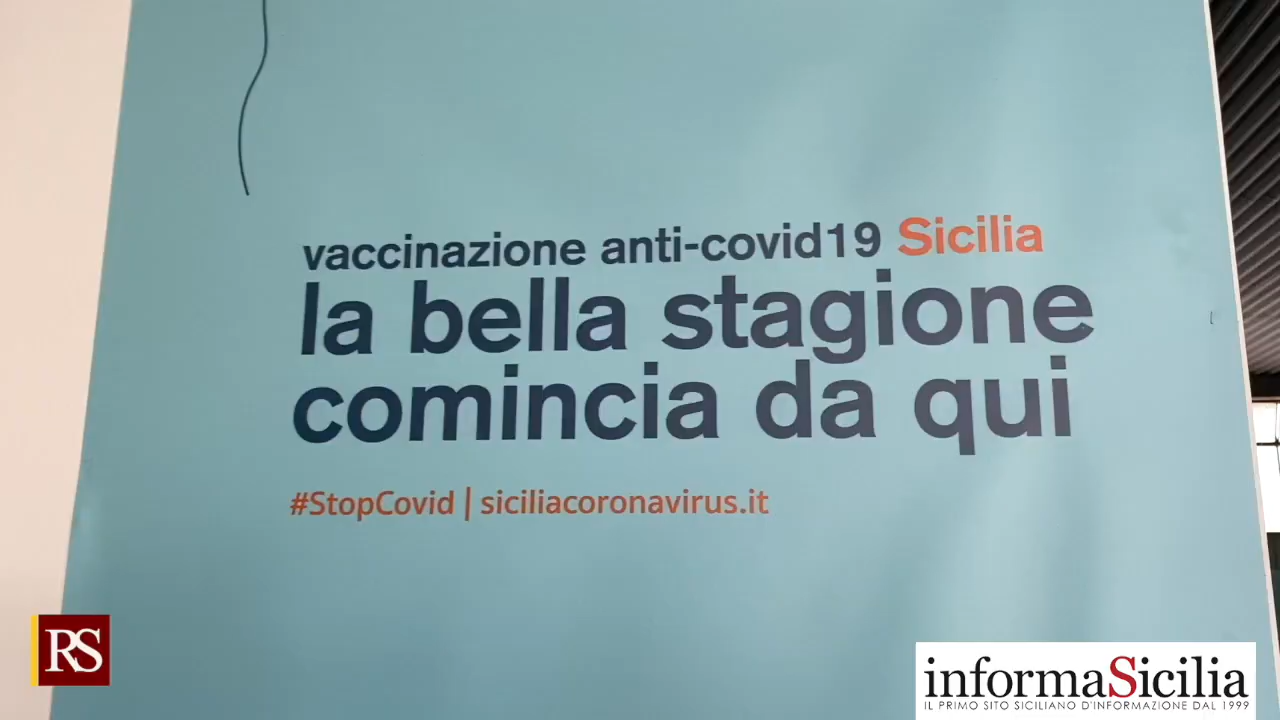 vaccinazione anti-covid19 Sicilia
la bella stagione
comincia da qui
#StopCovid | siciliacoronavirus.it
RS
informaSicilia
IL PRIMO SITO SICILIANO D'INFORMAZIONE DAL 1999